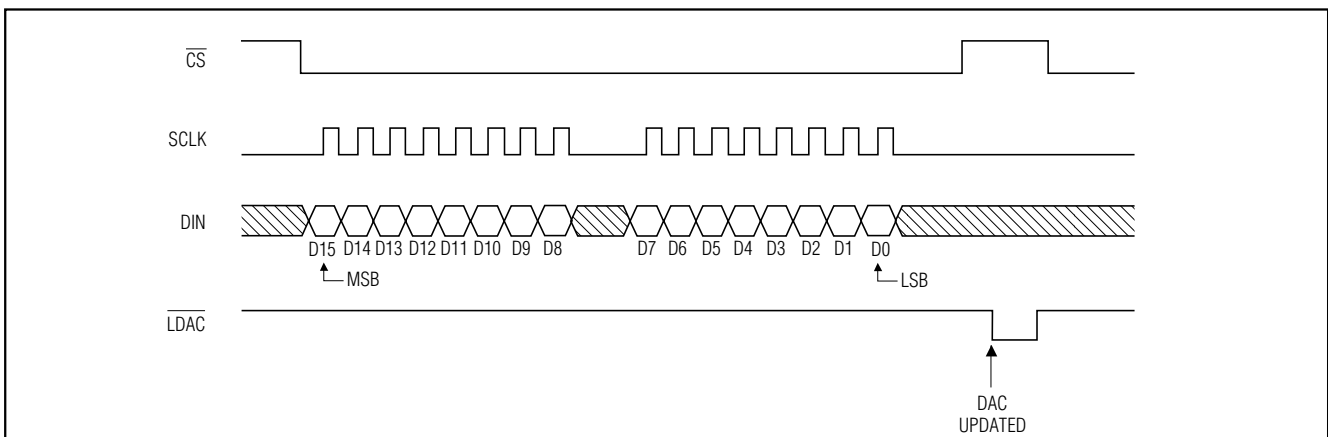 CS
SCLK
DIN
D15 D14 D13 D12 D11 D10 D9 D8 D7 D6 D5 D4 D3 D2 D1 D0
MSB LSB
LDAC
DAC
UPDATED